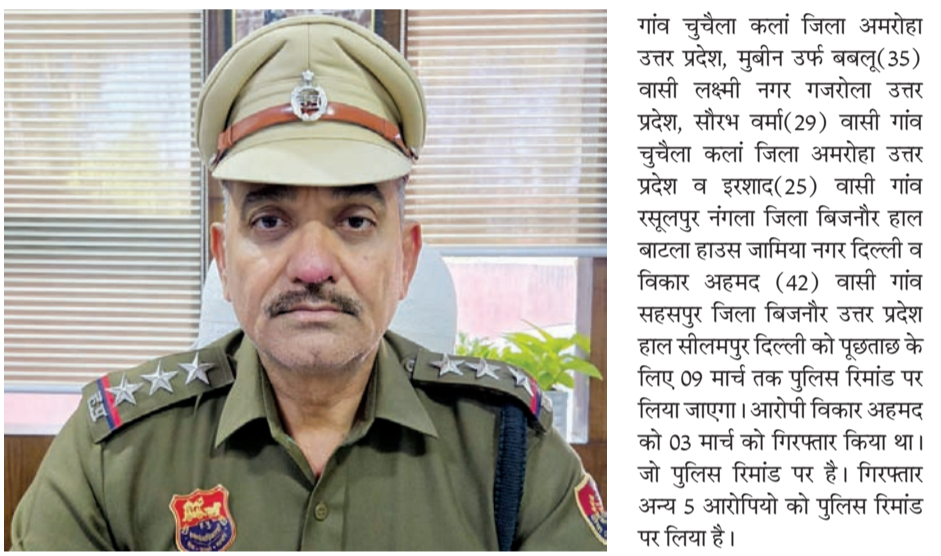 गांव चुचैला कलां जिला अमरोहा
उत्तर प्रदेश, मुबीन उर्फ बबलू(35)
वासी लक्ष्मी नगर गजरोला उत्तर
प्रदेश, सौरभ वर्मा(29) वासी गांव
चुचैला कलां जिला अमरोहा उत्तर
प्रदेश व इरशाद(25) वासी गांव
रसूलपुर नंगला जिला बिजनौर हाल
बाटला हाउस जामिया नगर दिल्ली व
विकार अहमद (42) वासी गांव
सहसपुर जिला बिजनौर उत्तर प्रदेश
हाल सीलमपुर दिल्ली को पूछताछ के
लिए 09 मार्च तक पुलिस रिमांड पर
लिया जाएगा। आरोपी विकार अहमद
को 03 मार्च को गिरफ्तार किया था।
जो पुलिस रिमांड पर है। गिरफ्तार
अन्य 5 आरोपियो को पुलिस रिमांड
पर लिया है।